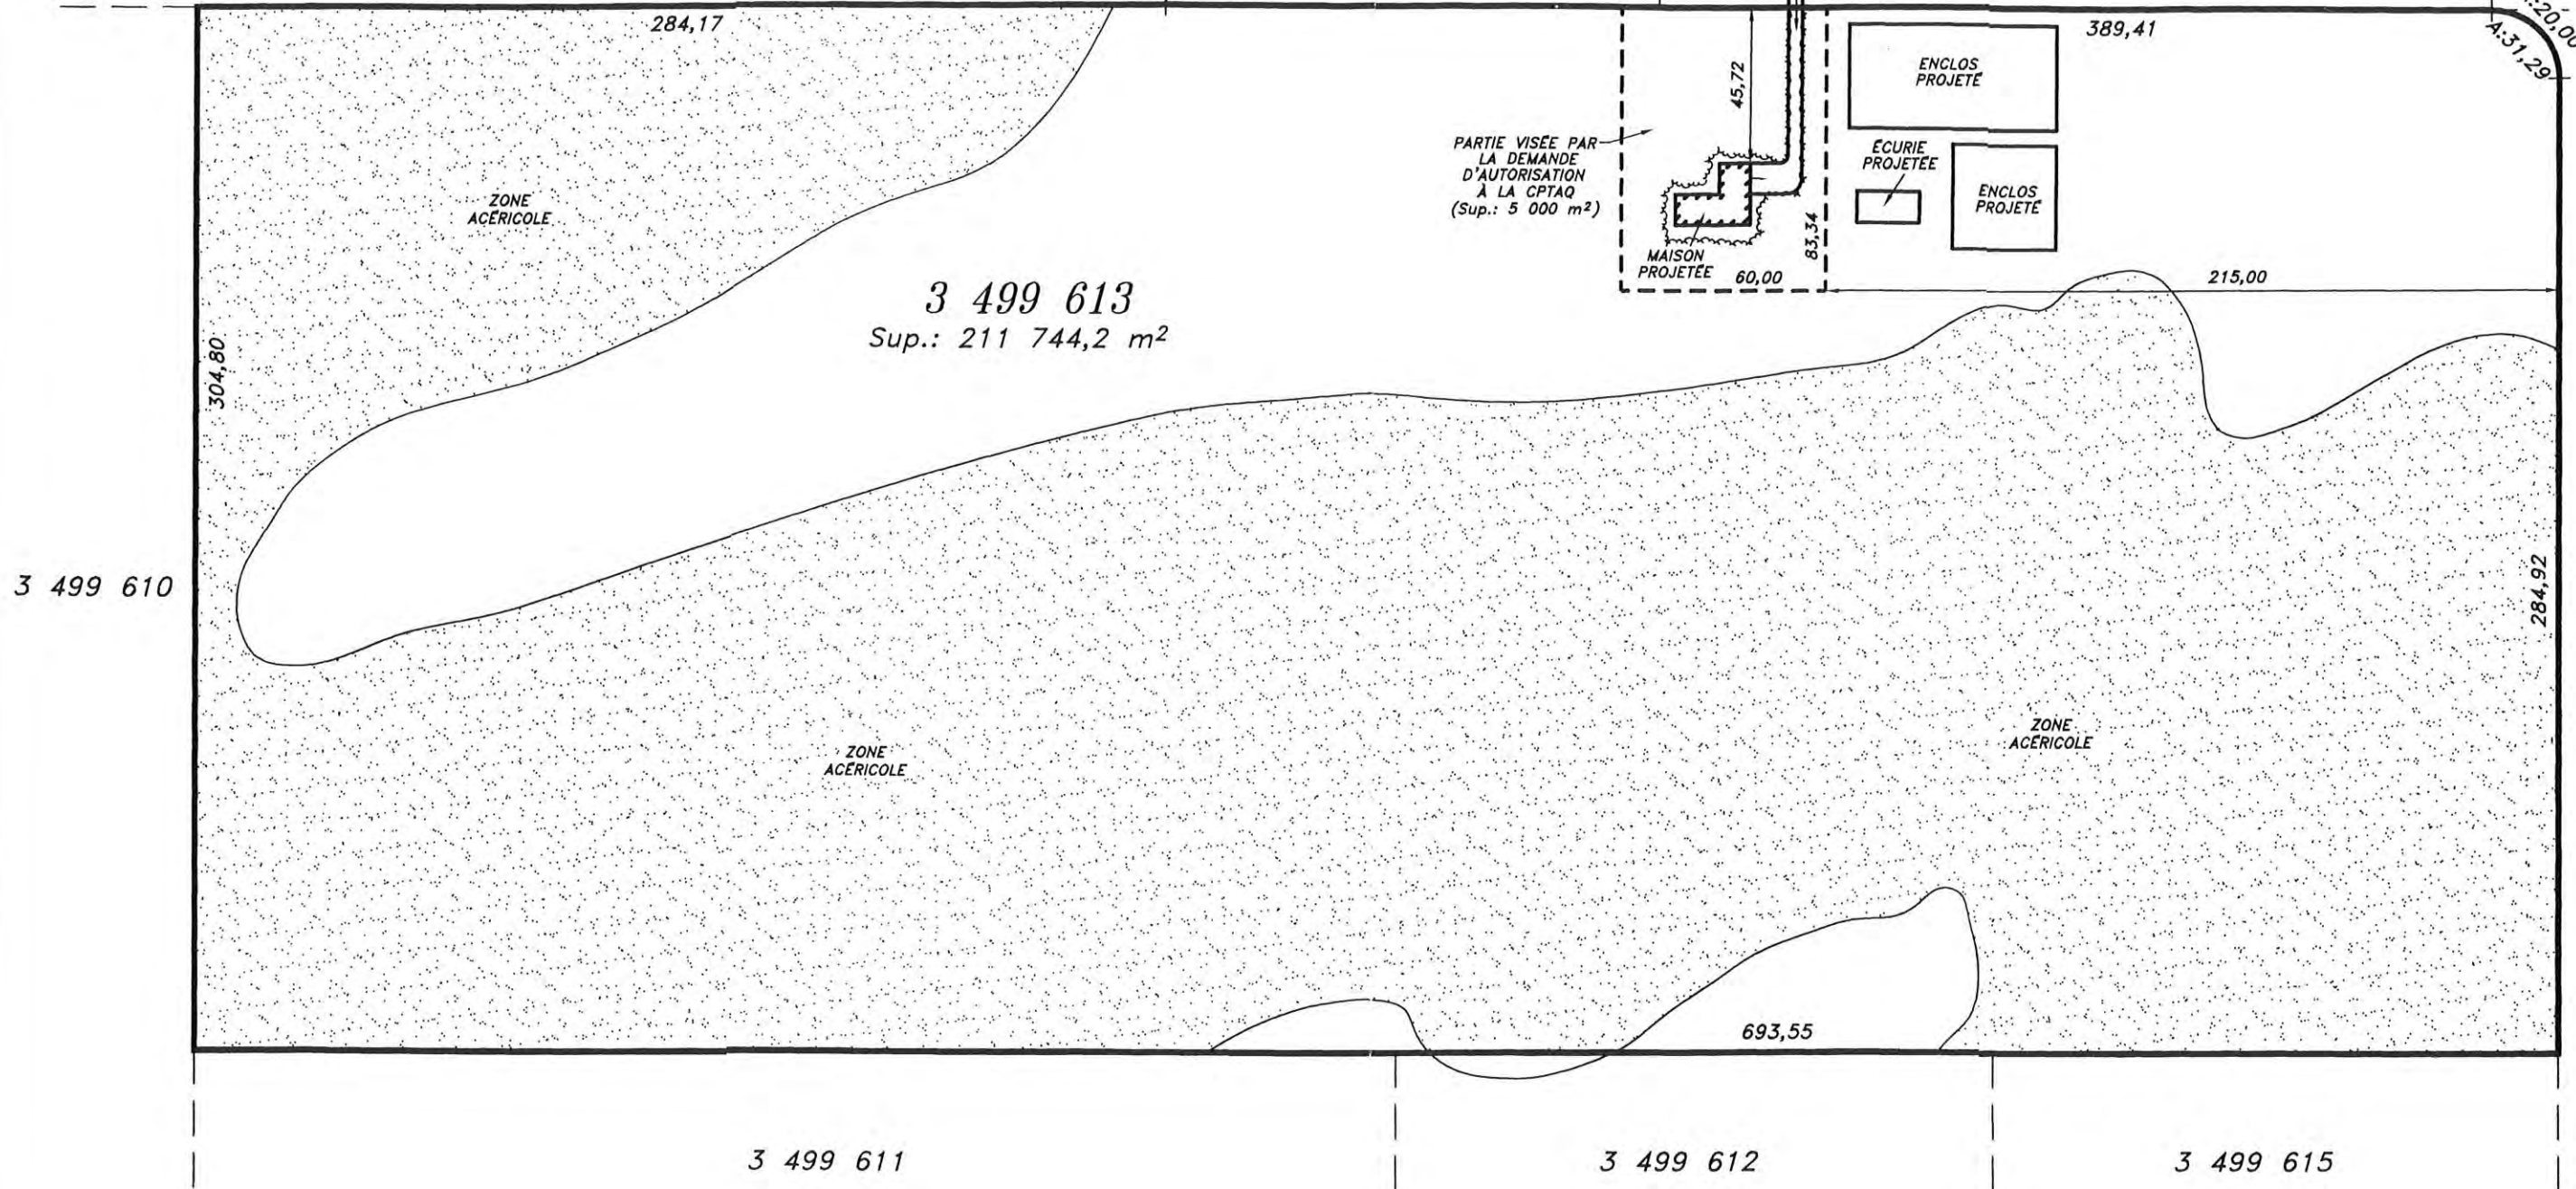 284,17
389,41
:20,00
A:31,29
ENCLOS
PROJETÉ
45,72
PARTIE VISÉE PAR
LA DEMANDE
D'AUTORISATION
À LA CPTAQ
(Sup.: 5 000 m²)
ÉCURIE
PROJETÉE
ENCLOS
PROJETÉ
ZONE
ACÉRICOLE
83,34
MAISON
PROJETÉE
60,00
215,00
3 499 613
Sup.: 211 744,2 m²
304,80
3 499 610
284,92
ZONE
ACÉRICOLE
ZONE
ACÉRICOLE
693,55
3 499 611
3 499 612
3 499 615